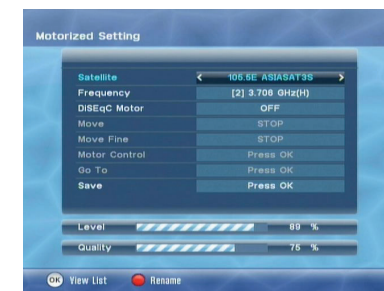 Motorized Setting
Satellite < 105.5E ASIASAT3S >
Frequency [2] 3.706 GHz(H)
DiSEqC Motor OFF
Move STOP
Move Fine STOP
Motor Control Press OK
Go To Press OK
Save Press OK
Level 89 %
Quality 75 %
OK View List Rename